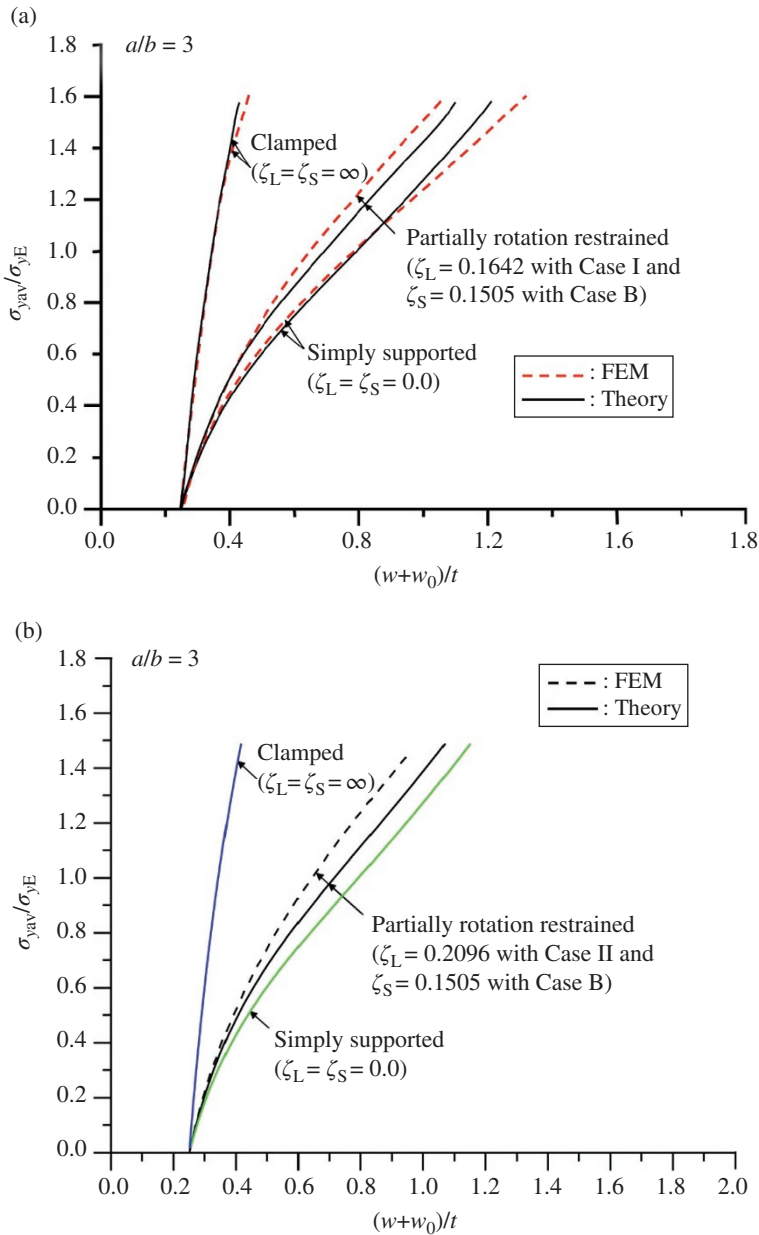 (a)
a/b = 3
1.8
1.6
1.4
1.2
1.0
0.8
0.6
0.4
0.2
0.0
σyav/σyE
Clamped
(ζL = ζS = ∞)
Partially rotation restrained
(ζL = 0.1642 with Case I and
ζS = 0.1505 with Case B)
Simply supported
(ζL = ζS = 0.0)
: FEM
: Theory
0.0 0.4 0.8 1.2 1.6 1.8
(w+w0)/t
(b)
a/b = 3
1.8
1.6
1.4
1.2
1.0
0.8
0.6
0.4
0.2
0.0
σyav/σyE
: FEM
: Theory
Clamped
(ζL = ζS = ∞)
Partially rotation restrained
(ζL = 0.2096 with Case II and
ζS = 0.1505 with Case B)
Simply supported
(ζL = ζS = 0.0)
0.0 0.2 0.4 0.6 0.8 1.0 1.2 1.4 1.6 1.8 2.0
(w+w0)/t